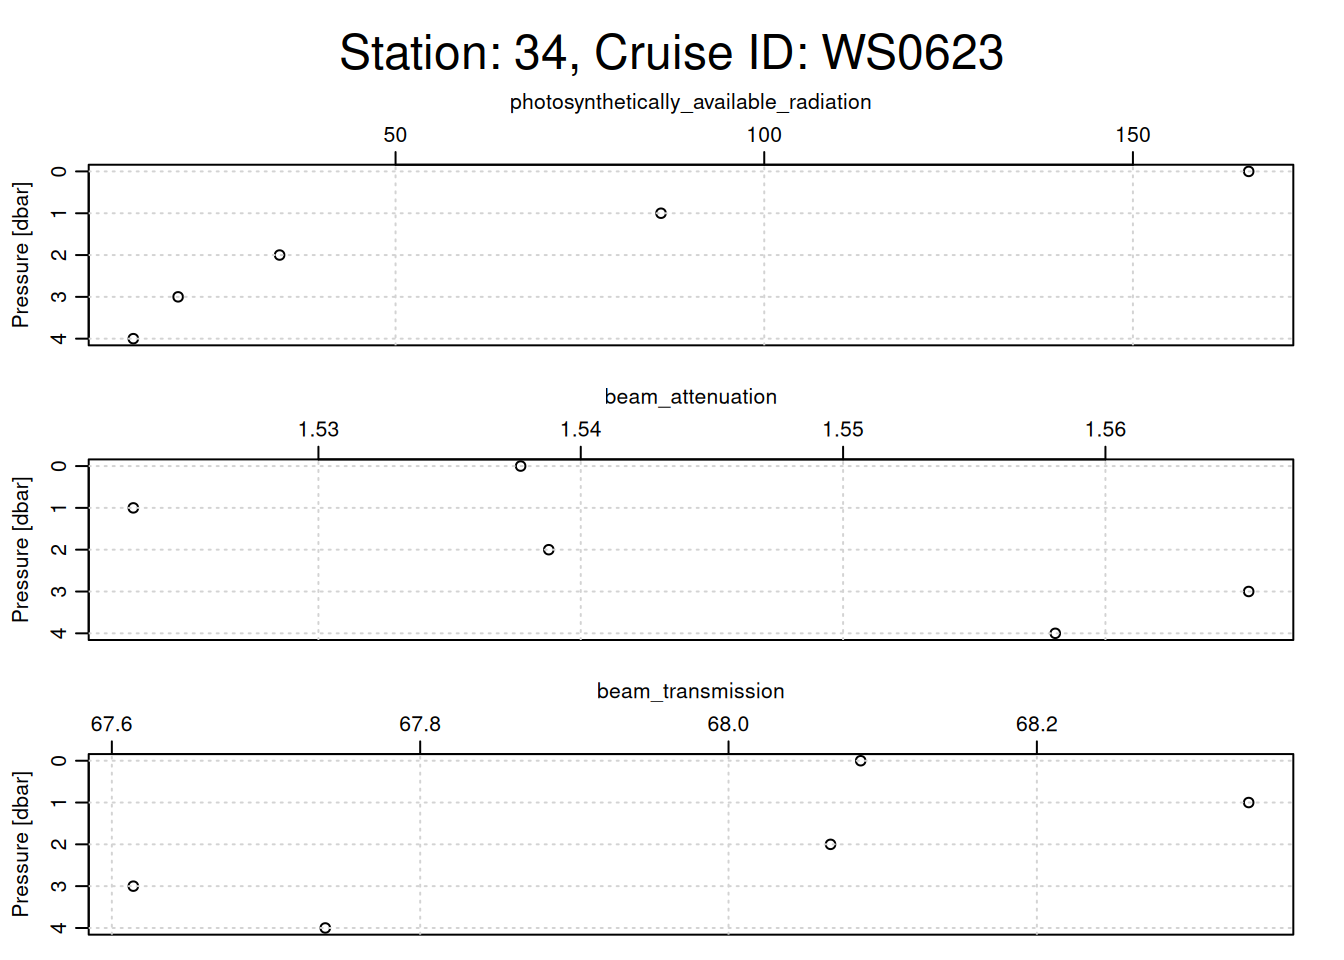 Station: 34, Cruise ID: WS0623
photosynthetically_available_radiation
50 100 150
Pressure [dbar]
0
1
2
3
4
beam_attenuation
1.53 1.54 1.55 1.56
Pressure [dbar]
0
1
2
3
4
beam_transmission
67.6 67.8 68.0 68.2
Pressure [dbar]
0
1
2
3
4